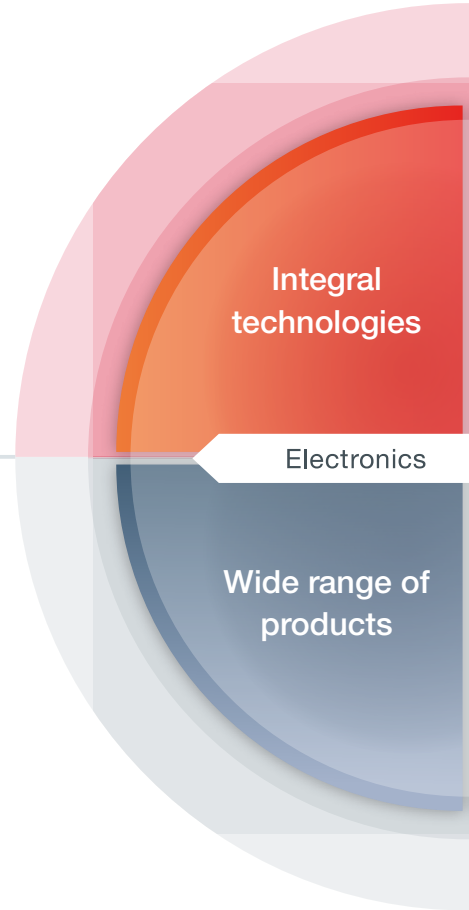 Integral
technologies
Electronics
Wide range of
products